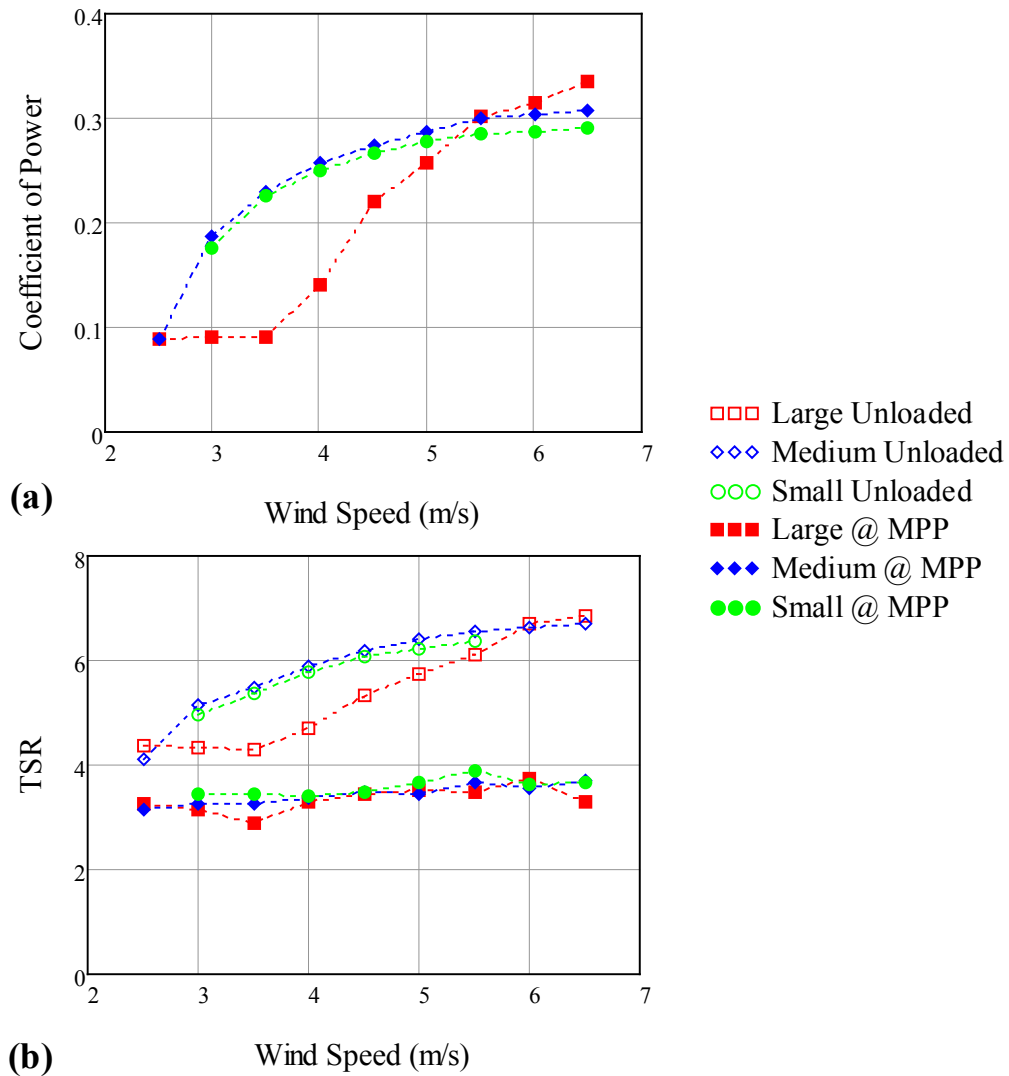 0.4
0.3
0.2
0.1
0
Coefficient of Power
2 3 4 5 6 7
(a)
Wind Speed (m/s)
Large Unloaded
Medium Unloaded
Small Unloaded
Large @ MPP
Medium @ MPP
Small @ MPP
8
6
4
2
0
TSR
2 3 4 5 6 7
(b)
Wind Speed (m/s)